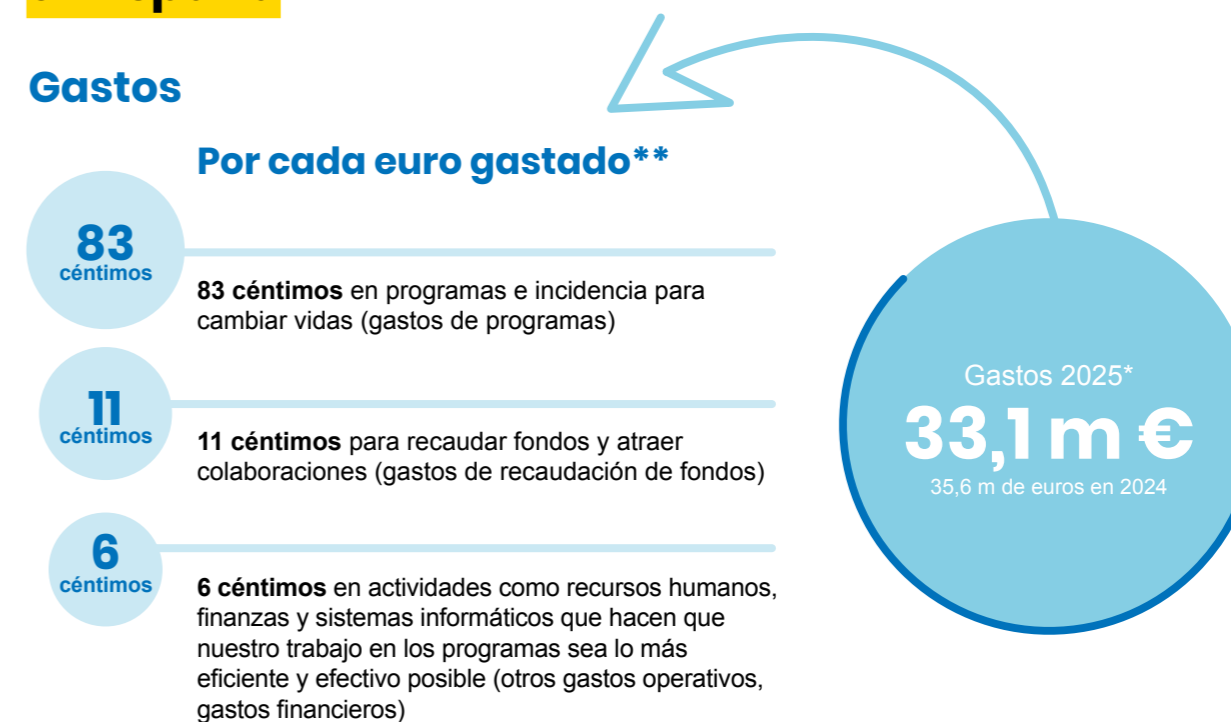 Gastos
Por cada euro gastado**
83
céntimos
83 céntimos en programas e incidencia para
cambiar vidas (gastos de programas)
11
céntimos
11 céntimos para recaudar fondos y atraer
colaboraciones (gastos de recaudación de fondos)
6
céntimos
6 céntimos en actividades como recursos humanos,
finanzas y sistemas informáticos que hacen que
nuestro trabajo en los programas sea lo más
eficiente y efectivo posible (otros gastos operativos,
gastos financieros)
Gastos 2025*
33,1 m €
35,6 m de euros en 2024